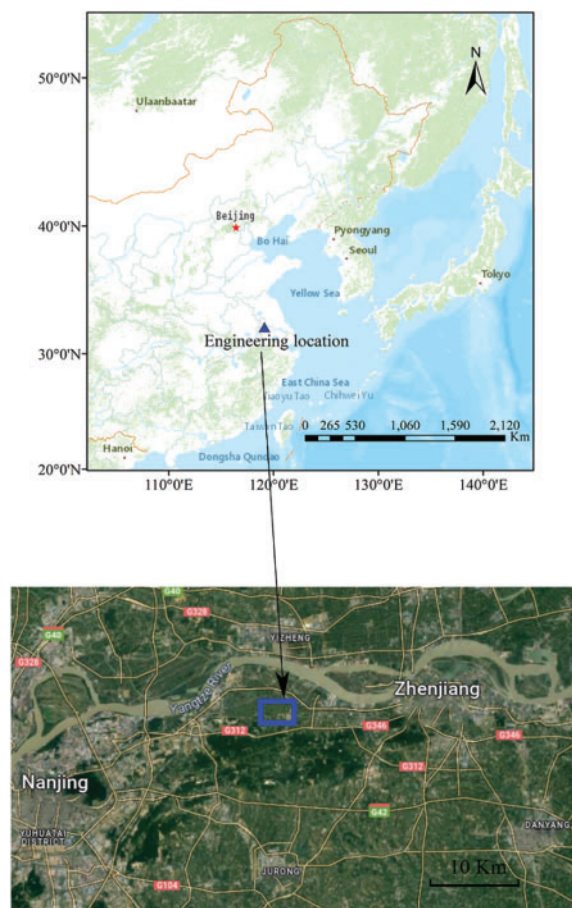 50°0'N
N
Ulaanbaatar
40°0'N
Beijing
Bo Hai
Pyongyang
Seoul
Tokyo
Yellow Sea
Engineering location
30°0'N
East China Sea
Tiaoyu Tao
Chihwei Yu
0 265 530 1,060 1,590 2,120
Km
Taiwan Tao
Hanoi
Dongsha Qundao
20°0'N
110°0'E 120°0'E 130°0'E 140°0'E
G40
G328
G40
YIZHENG
G328
Yangtze River
Zhenjiang
G312
G346
G346
G312
Nanjing
G42
YUHUATAI
DISTRICT
DANYANG
JURONG
G104
10 Km